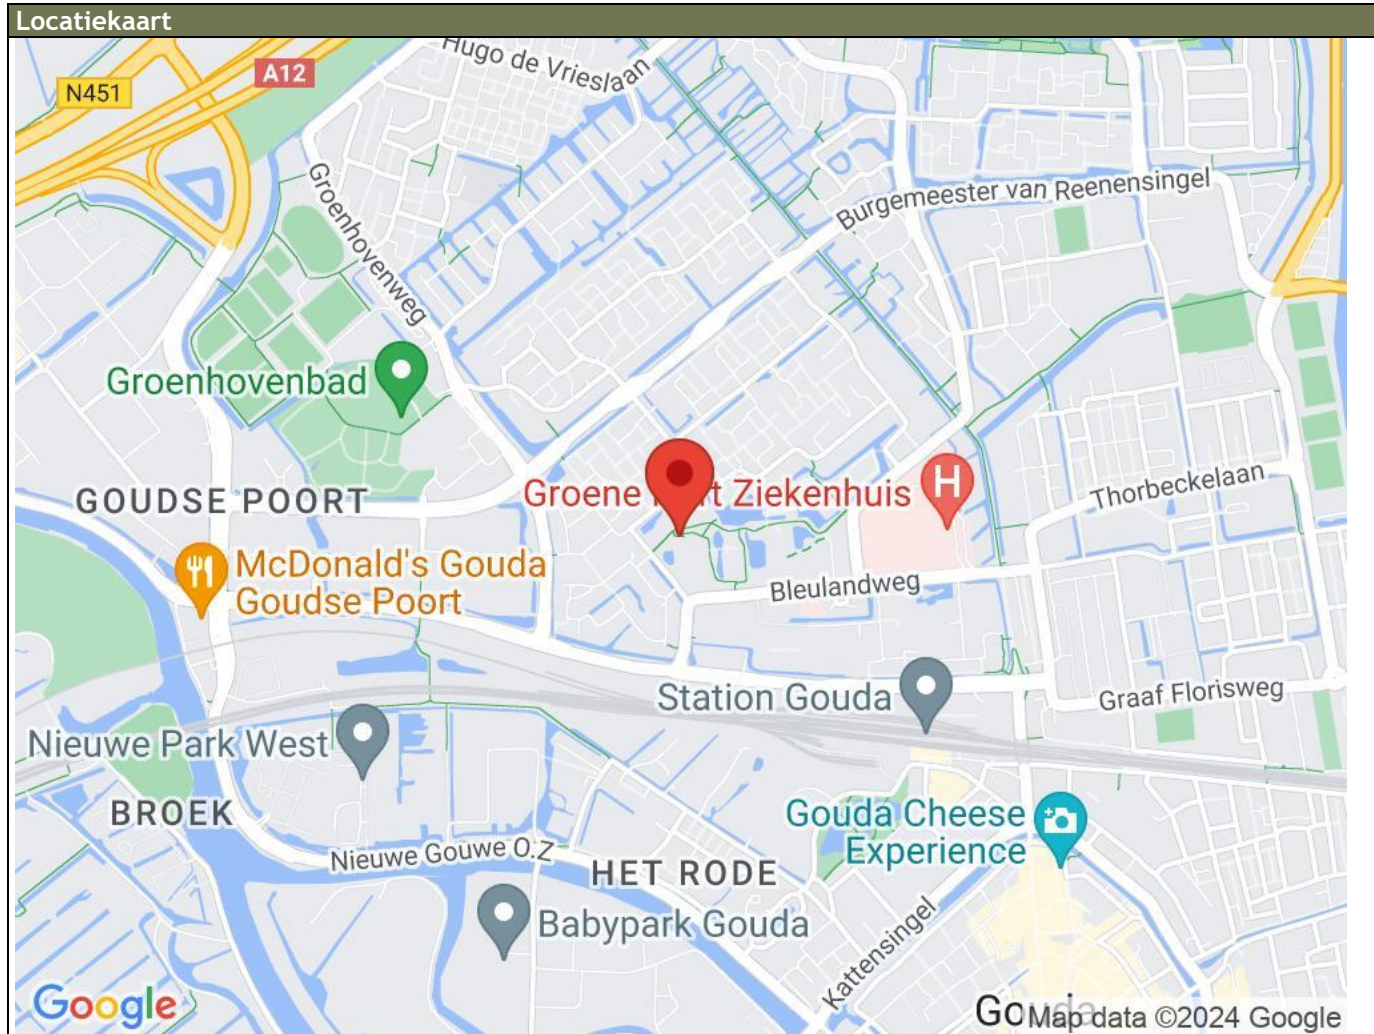 Locatiekaart
Hugo de Vrieslaan
A12
N451
Groenhovenweg
Burgemeester van Reenensingel
Groenhovenbad
GOUDSE POORT
Groene
rt Ziekenhuis
H
Thorbeckelaan
McDonald's Gouda
Goudse Poort
Bleulandweg
Station Gouda
Graaf Florisweg
Nieuwe Park West
BROEK
Gouda Cheese
Experience
Nieuwe Gouwe O.Z
HET RODE
Babypark Gouda
Kattensingel
Google
Gouda
Map data ©2024 Google